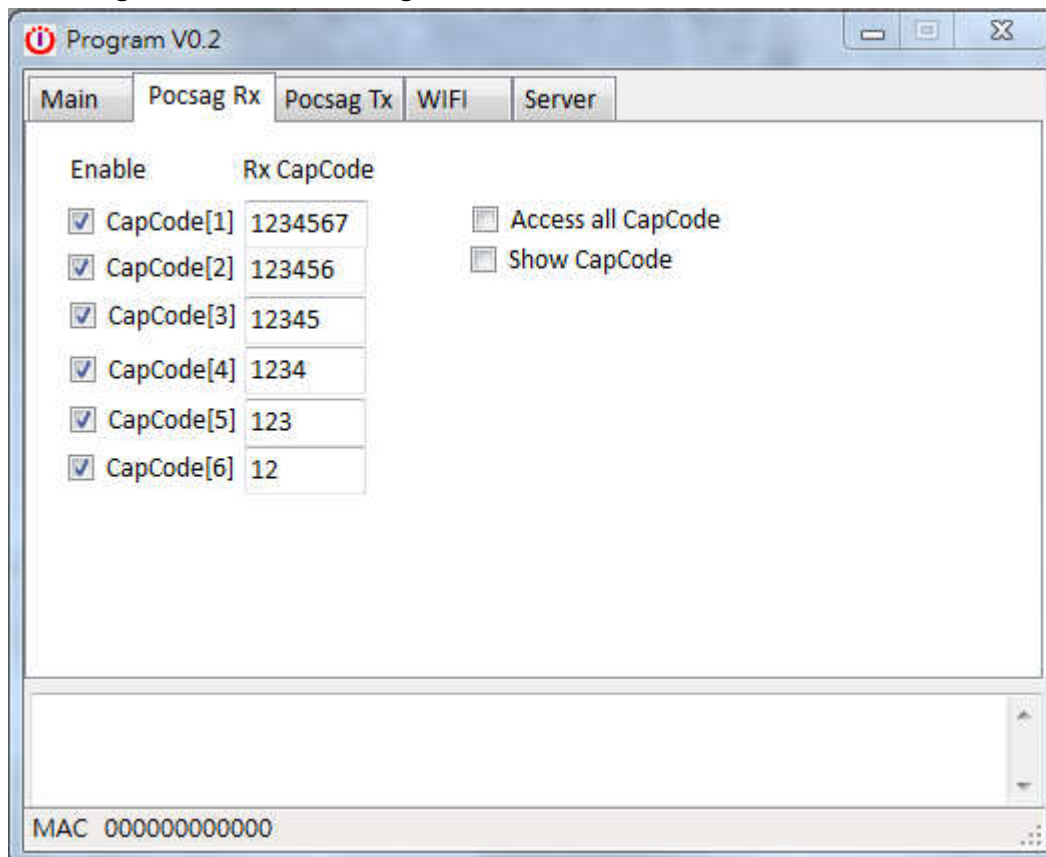 Program V0.2
Main Pocsag Rx Pocsag Tx WIFI Server
Enable Rx CapCode
CapCode[1] 1234567 Access all CapCode
CapCode[2] 123456 Show CapCode
CapCode[3] 12345
CapCode[4] 1234
CapCode[5] 123
CapCode[6] 12
MAC 000000000000